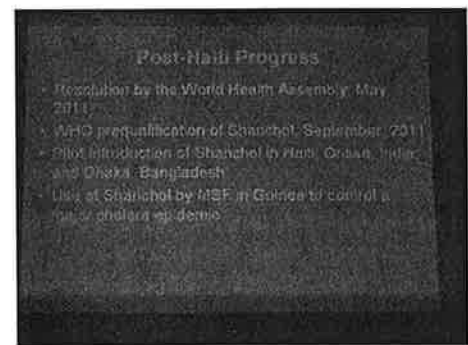 Post-Haiti Progress
• Resolution by the World Health Assembly, May
2011
• WHO prequalification of Shanchol, September, 2011
• Pilot introduction of Shanchol in Haiti, Orissa, India,
and Dhaka, Bangladesh
• Use of Shanchol by MSF in Guinea to control a
major cholera epidemic